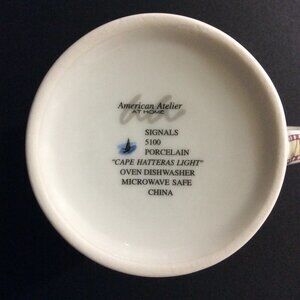 American Atelier
AT HOME
SIGNALS
5100
PORCELAIN
"CAPE HATTERAS LIGHT"
OVEN DISHWASHER
MICROWAVE SAFE
CHINA